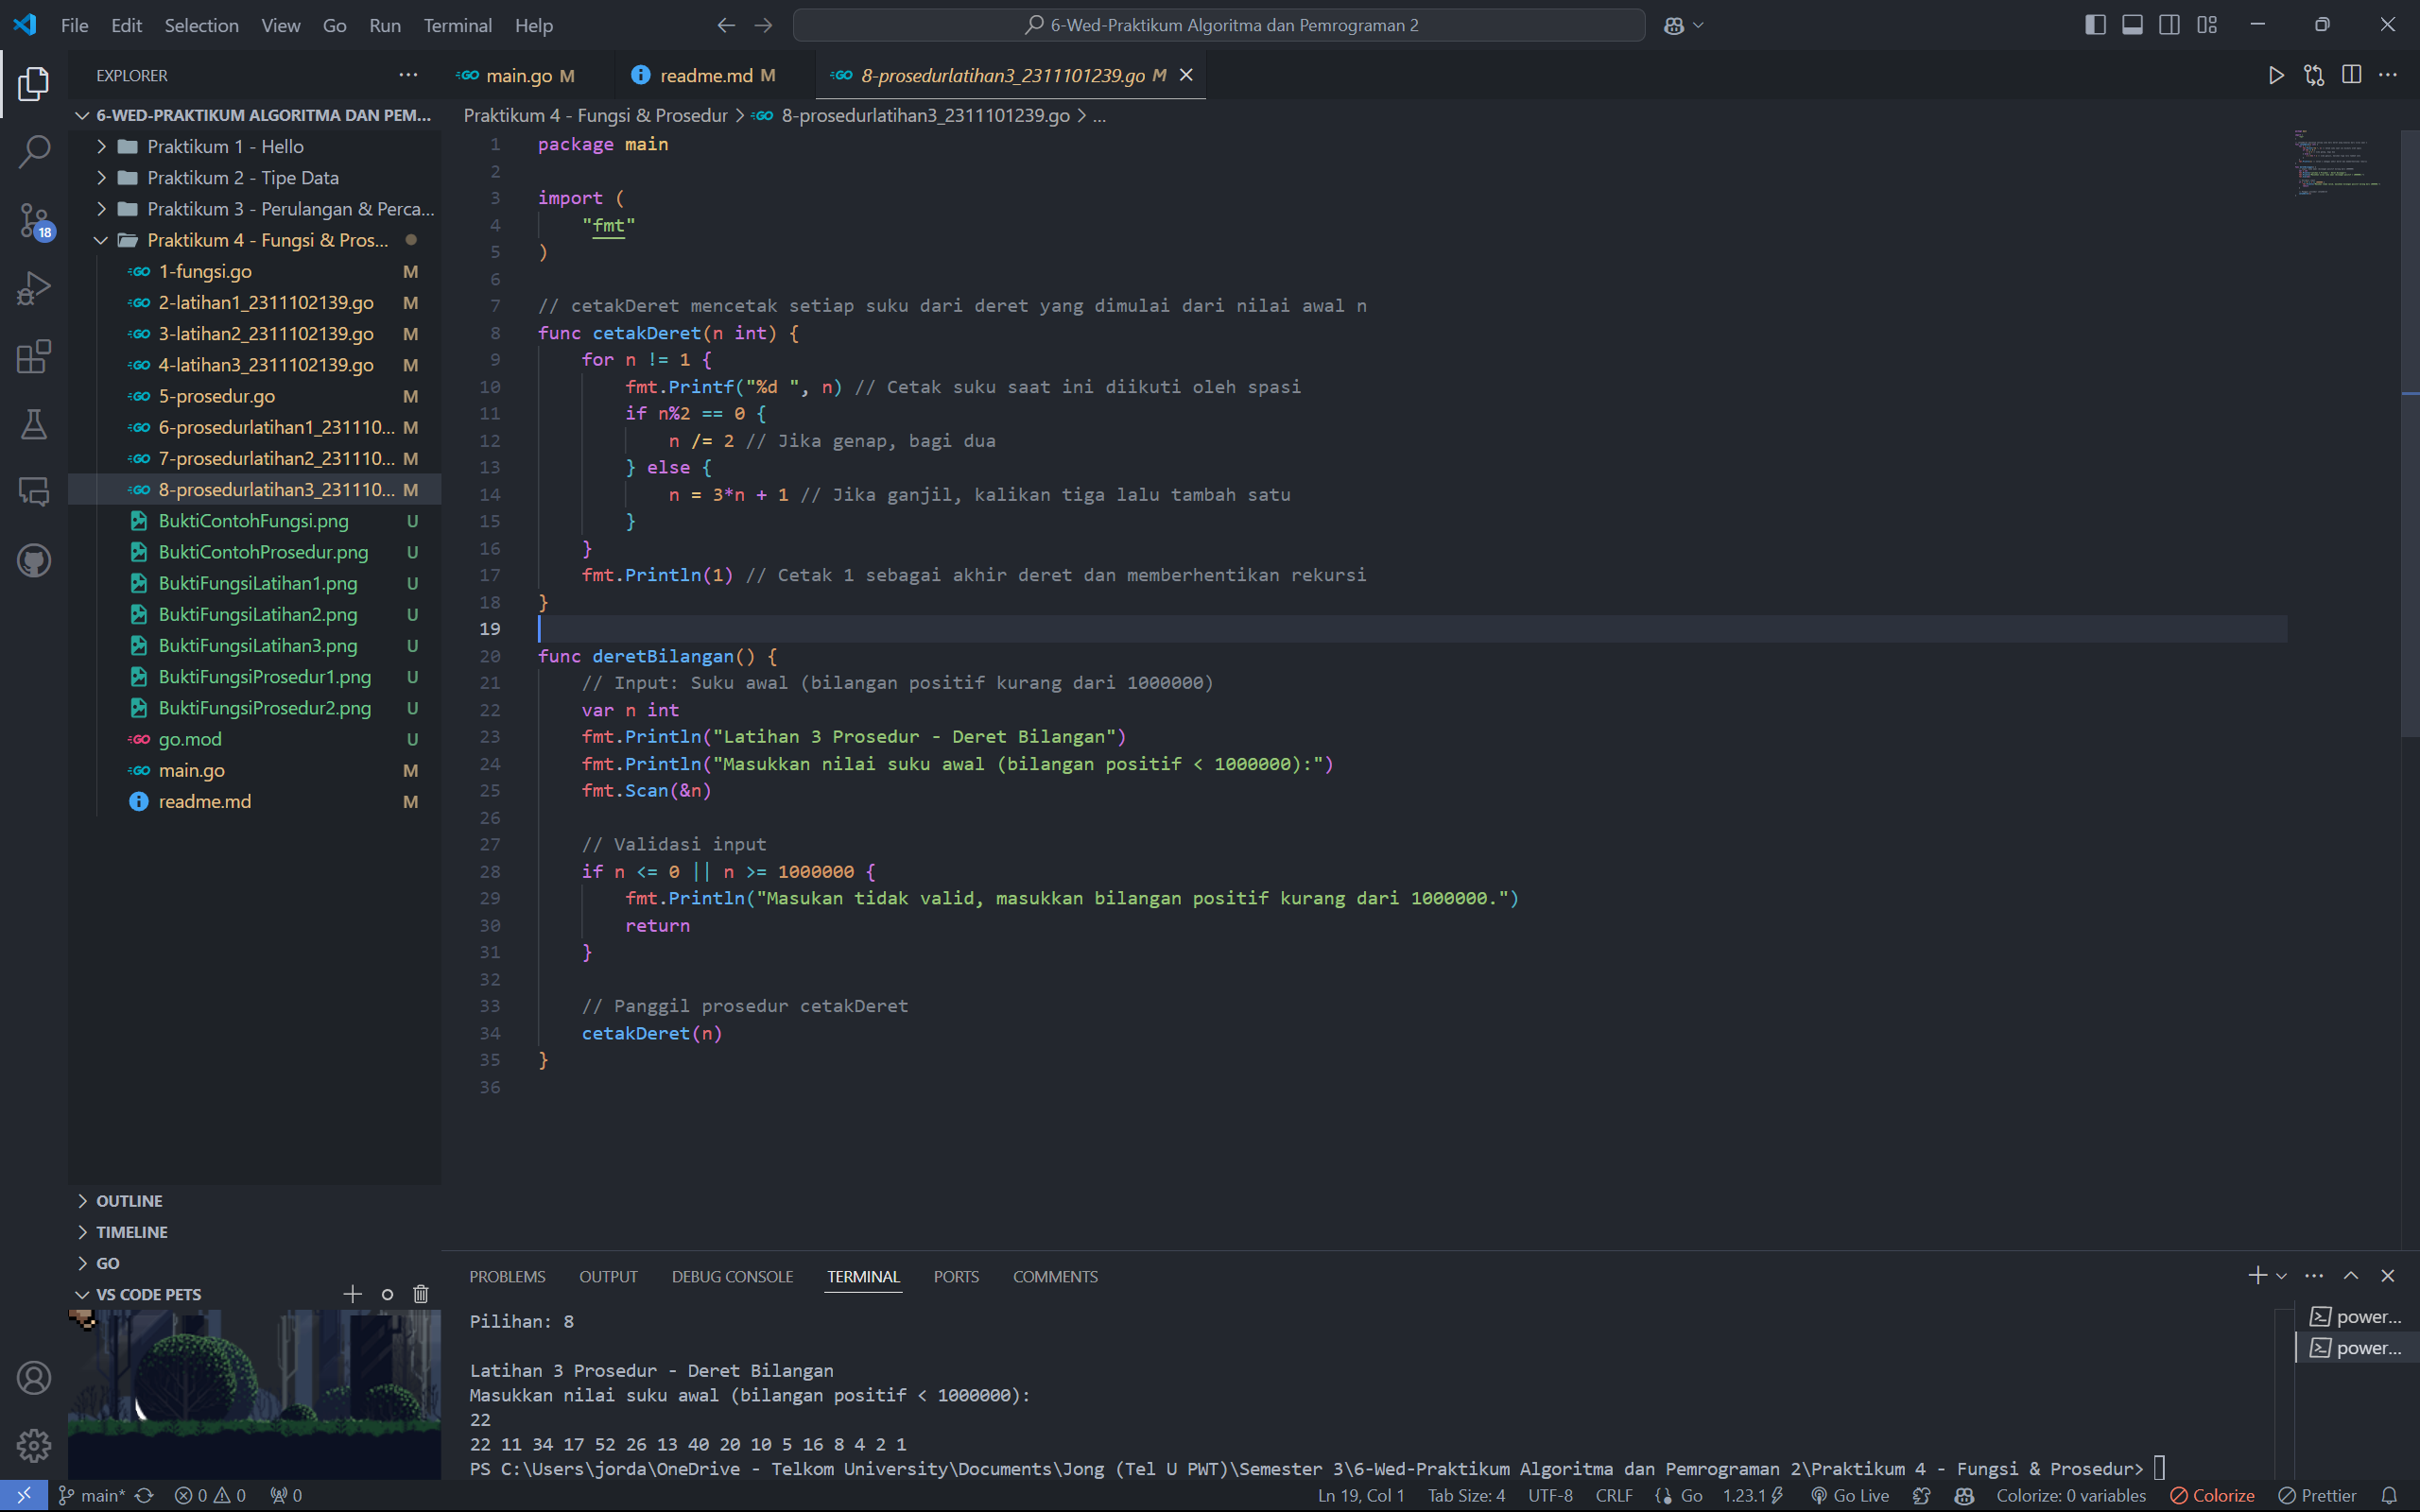 File Edit Selection View Go Run Terminal Help
6-Wed-Praktikum Algoritma dan Pemrograman 2
EXPLORER
main.go M
readme.md M
8-prosedurlatihan3_2311101239.go M
6-WED-PRAKTIKUM ALGORITMA DAN PEM...
Praktikum 4 - Fungsi & Prosedur > 8-prosedurlatihan3_2311101239.go > ...
Praktikum 1 - Hello
Praktikum 2 - Tipe Data
Praktikum 3 - Perulangan & Perca...
Praktikum 4 - Fungsi & Pros...
1-fungsi.go M
2-latihan1_2311102139.go M
3-latihan2_2311102139.go M
4-latihan3_2311102139.go M
5-prosedur.go M
6-prosedurlatihan1_231110... M
7-prosedurlatihan2_231110... M
8-prosedurlatihan3_231110... M
BuktiContohFungsi.png U
BuktiContohProsedur.png U
BuktiFungsiLatihan1.png U
BuktiFungsiLatihan2.png U
BuktiFungsiLatihan3.png U
BuktiFungsiProsedur1.png U
BuktiFungsiProsedur2.png U
go.mod U
main.go M
readme.md M
18
1 package main
2
3 import (
4 "fmt"
5 )
6
7 // cetakDeret mencetak setiap suku dari deret yang dimulai dari nilai awal n
8 func cetakDeret(n int) {
9 for n != 1 {
10 fmt.Printf("%d ", n) // Cetak suku saat ini diikuti oleh spasi
11 if n%2 == 0 {
12 n /= 2 // Jika genap, bagi dua
13 } else {
14 n = 3*n + 1 // Jika ganjil, kalikan tiga lalu tambah satu
15 }
16 }
17 fmt.Println(1) // Cetak 1 sebagai akhir deret dan memberhentikan rekursi
18 }
19
20 func deretBilangan() {
21 // Input: Suku awal (bilangan positif kurang dari 1000000)
22 var n int
23 fmt.Println("Latihan 3 Prosedur - Deret Bilangan")
24 fmt.Println("Masukkan nilai suku awal (bilangan positif < 1000000):")
25 fmt.Scan(&n)
26
27 // Validasi input
28 if n <= 0 || n >= 1000000 {
29 fmt.Println("Masukan tidak valid, masukkan bilangan positif kurang dari 1000000.")
30 return
31 }
32
33 // Panggil prosedur cetakDeret
34 cetakDeret(n)
35 }
36
OUTLINE
TIMELINE
GO
VS CODE PETS
PROBLEMS OUTPUT DEBUG CONSOLE TERMINAL PORTS COMMENTS
Pilihan: 8
Latihan 3 Prosedur - Deret Bilangan
Masukkan nilai suku awal (bilangan positif < 1000000):
22
22 11 34 17 52 26 13 40 20 10 5 16 8 4 2 1
PS C:\Users\jorda\OneDrive - Telkom University\Documents\Jong (Tel U PWT)\Semester 3\6-Wed-Praktikum Algoritma dan Pemrograman 2\Praktikum 4 - Fungsi & Prosedur>
power...
power...
main* 0 0 0 Ln 19, Col 1 Tab Size: 4 UTF-8 CRLF Go 1.23.1 Go Live Colorize: 0 variables Colorize Prettier